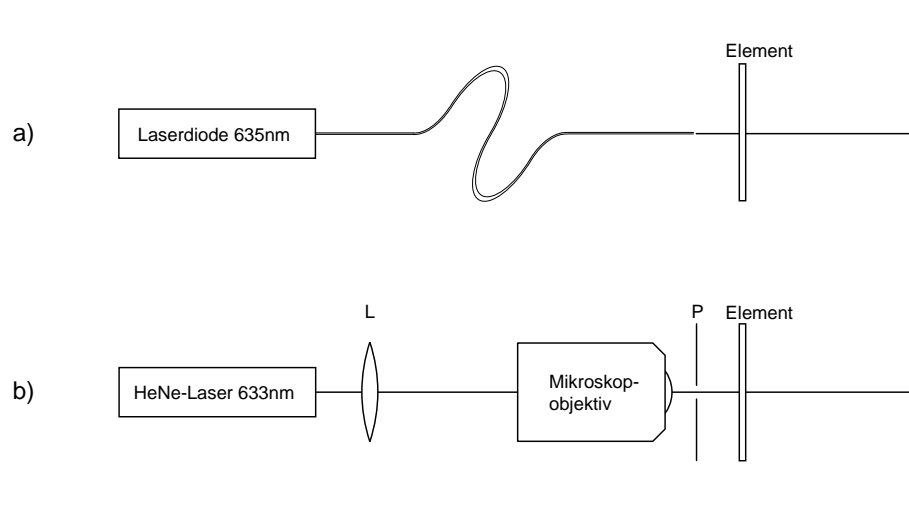 Element
a)
Laserdiode 635nm
L
P
Element
b)
HeNe-Laser 633nm
Mikroskop-
objektiv